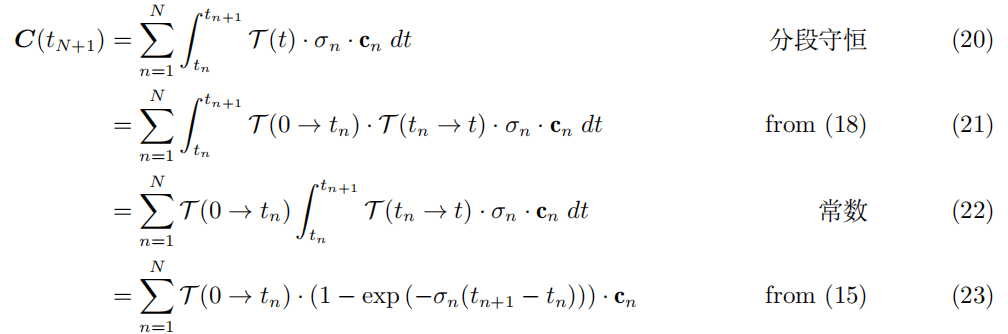 $\boldsymbol{C}(t_{N+1}) = \sum_{n=1}^{N} \int_{t_n}^{t_{n+1}} \mathcal{T}(t) \cdot \sigma_n \cdot \mathbf{c}_n \, dt$ 分段守恒 (20)
$= \sum_{n=1}^{N} \int_{t_n}^{t_{n+1}} \mathcal{T}(0 \to t_n) \cdot \mathcal{T}(t_n \to t) \cdot \sigma_n \cdot \mathbf{c}_n \, dt$ from (18) (21)
$= \sum_{n=1}^{N} \mathcal{T}(0 \to t_n) \int_{t_n}^{t_{n+1}} \mathcal{T}(t_n \to t) \cdot \sigma_n \cdot \mathbf{c}_n \, dt$ 常数 (22)
$= \sum_{n=1}^{N} \mathcal{T}(0 \to t_n) \cdot (1 - \exp(-\sigma_n(t_{n+1} - t_n))) \cdot \mathbf{c}_n$ from (15) (23)